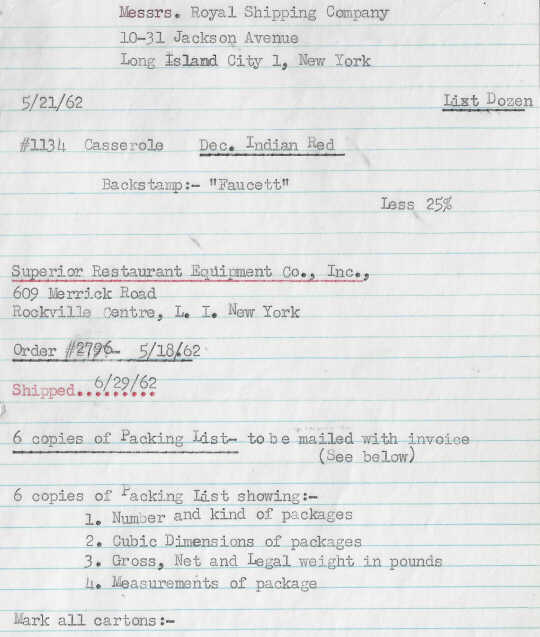 Messrs. Royal Shipping Company
10-31 Jackson Avenue
Long Island City 1, New York
5/21/62 List Dozen
#1134 Casserole Dec. Indian Red
Backstamp:- "Faucett"
Less 25%
Superior Restaurant Equipment Co., Inc.,
609 Merrick Road
Rockville Centre, L. I. New York
Order #2796- 5/18/62
Shipped..6/29/62
6 copies of Packing List- to be mailed with invoice
(See below)
6 copies of Packing List showing:-
1. Number and kind of packages
2. Cubic Dimensions of packages
3. Gross, Net and Legal weight in pounds
4. Measurements of package
Mark all cartons:-